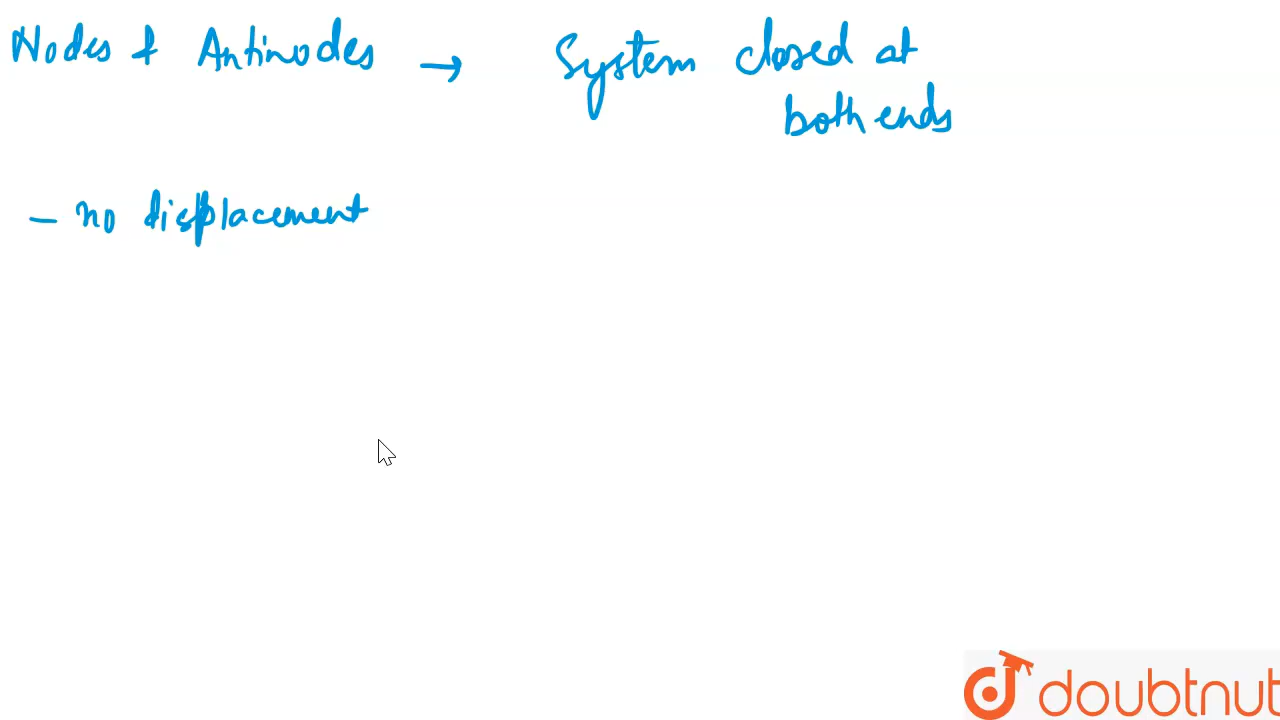 Nodes & Antinodes → System closed at
both ends
- no displacement
doubtnut